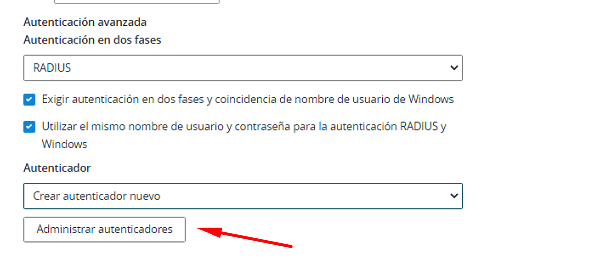 Autenticación avanzada
Autenticación en dos fases
RADIUS
Exigir autenticación en dos fases y coincidencia de nombre de usuario de Windows
Utilizar el mismo nombre de usuario y contraseña para la autenticación RADIUS y
Windows
Autenticador
Crear autenticador nuevo
Administrar autenticadores